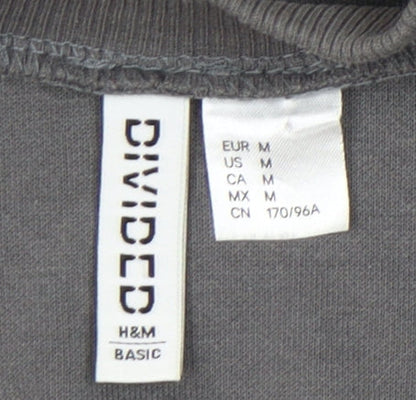 DIVIDED
H&M
BASIC
EUR M
US M
CA M
MX M
CN 170/96A